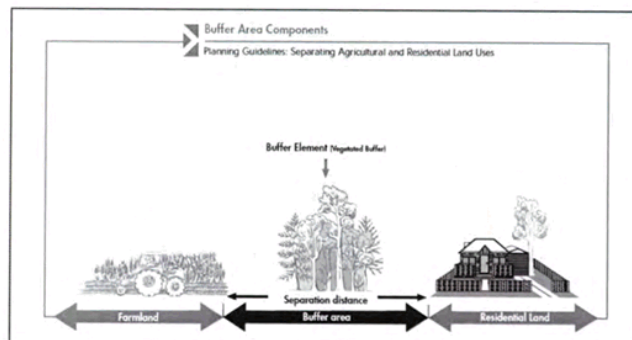 Buffer Area Components
Planning Guidelines: Separating Agricultural and Residential Land Uses
Buffer Element (Vegetated Buffer)
Separation distance
Farmland
Buffer area
Residential Land